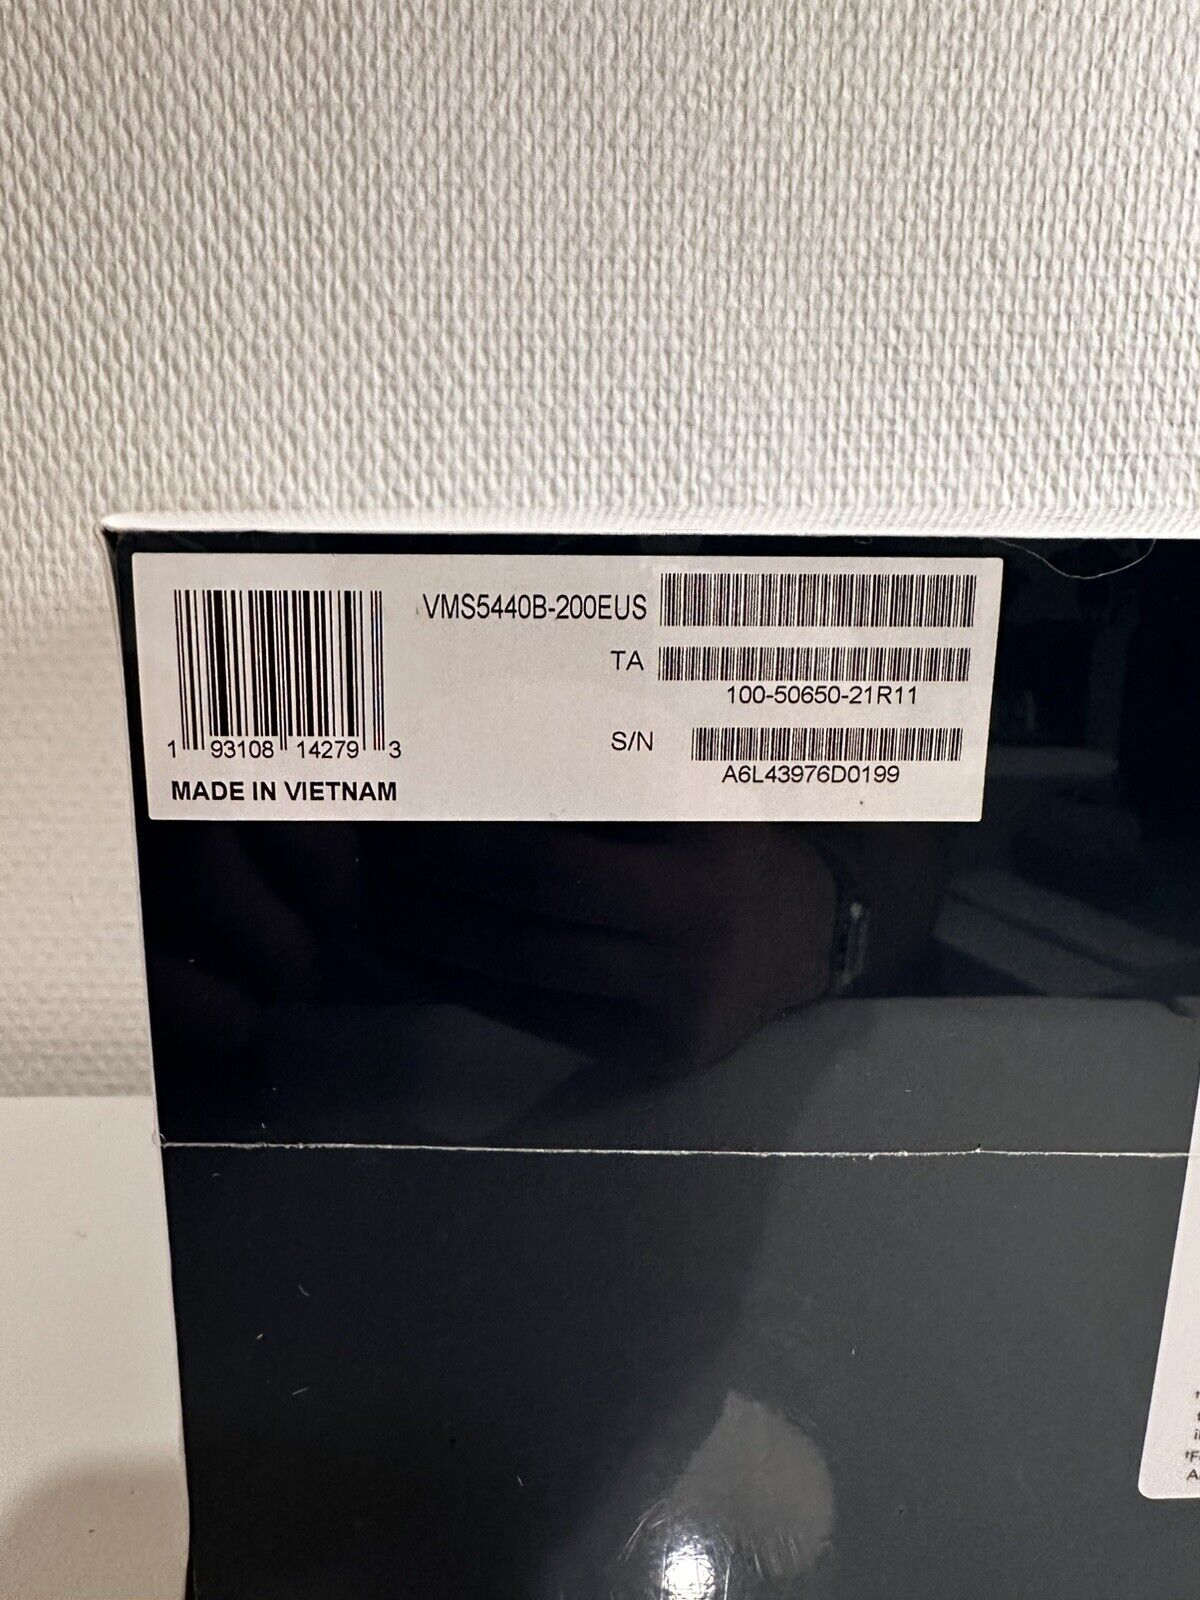 VMS5440B-200EUS
TA
100-50650-21R11
S/N
A6L43976D0199
1 93108 14279 3
MADE IN VIETNAM